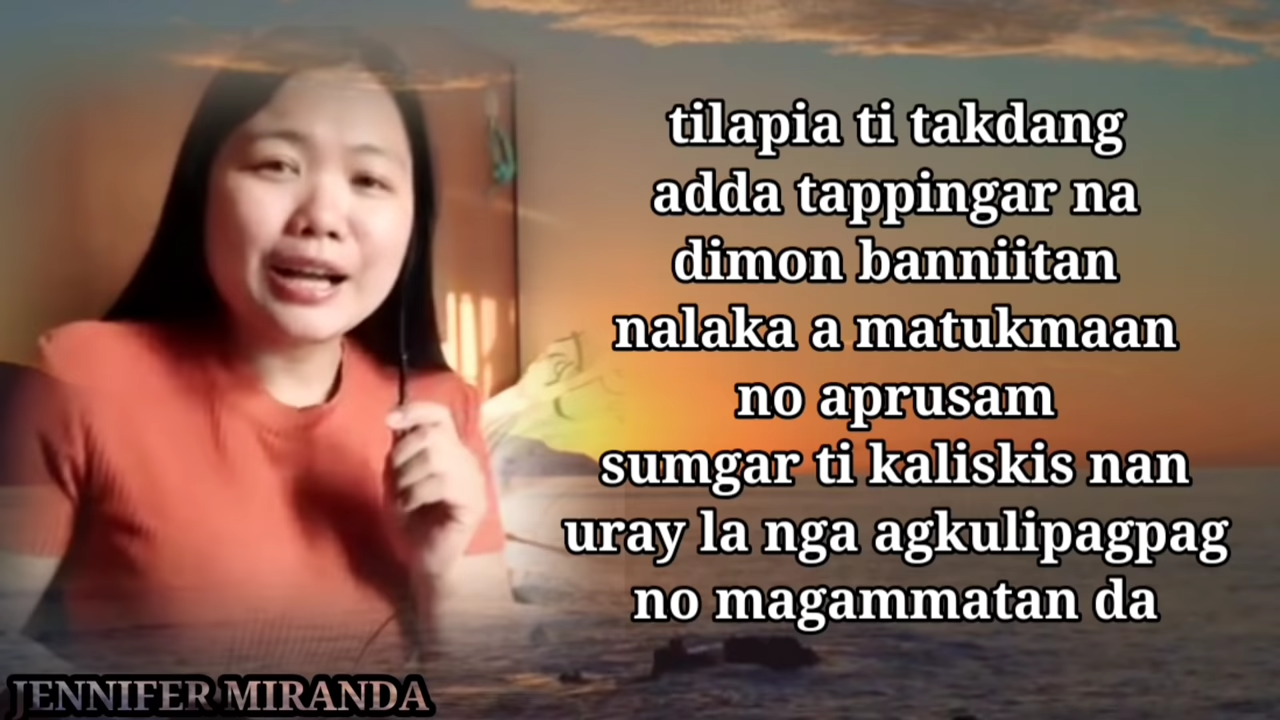 tilapia ti takdang
adda tappingar na
dimon banniitan
nalaka a matukmaan
no aprusam
sumgar ti kaliskis nan
uray la nga agkulipagpag
no magammatan da
JENNIFER MIRANDA